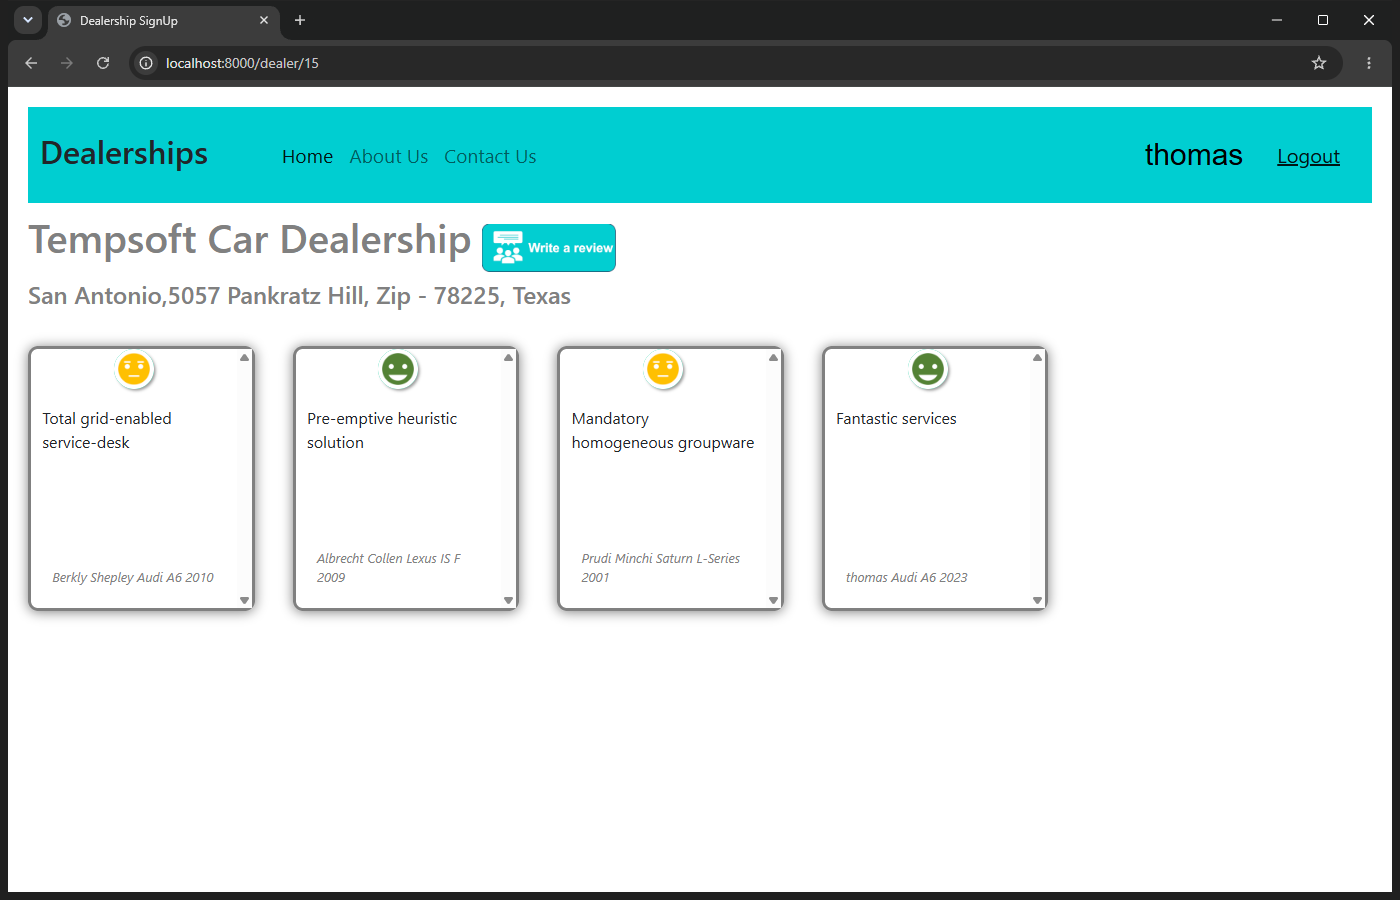 Dealership SignUp
localhost:8000/dealer/15
Dealerships
Home About Us Contact Us
thomas Logout
Tempsoft Car Dealership
Write a review
San Antonio,5057 Pankratz Hill, Zip - 78225, Texas
Total grid-enabled
service-desk
Berkly Shepley Audi A6 2010
Pre-emptive heuristic
solution
Albrecht Collen Lexus IS F
2009
Mandatory
homogeneous groupware
Prudi Minchi Saturn L-Series
2001
Fantastic services
thomas Audi A6 2023